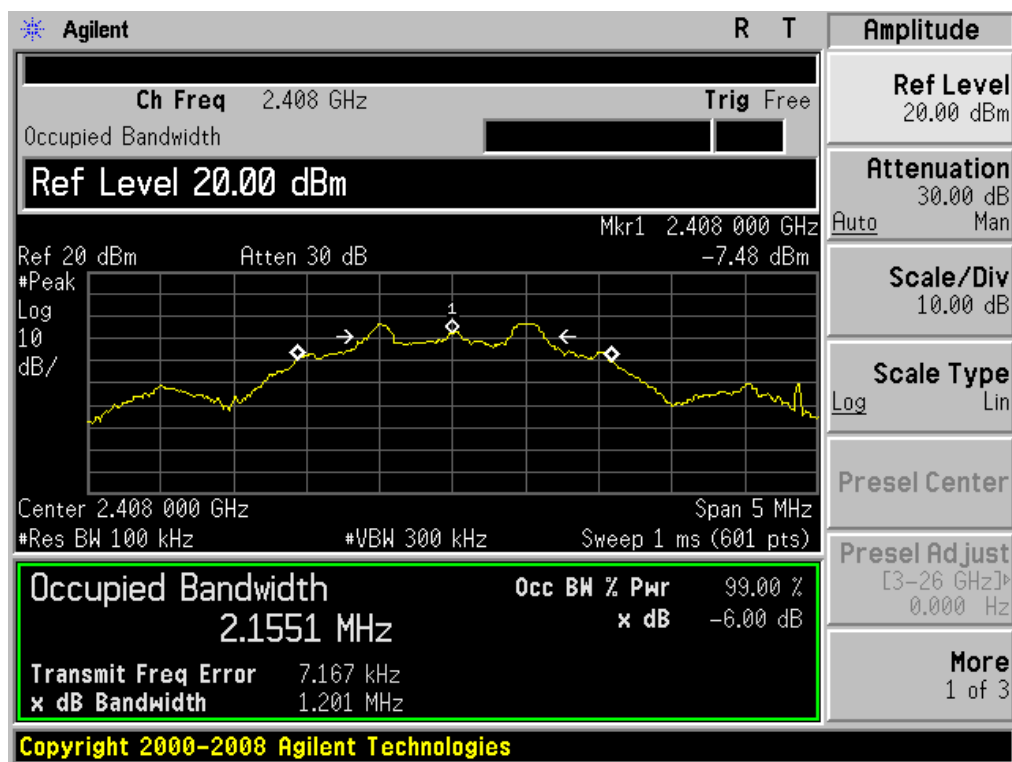 Agilent R T
Ch Freq 2.408 GHz Trig Free
Occupied Bandwidth
Ref Level 20.00 dBm
Mkr1 2.408 000 GHz
Ref 20 dBm Atten 30 dB -7.48 dBm
#Peak
Log
10
dB/
1
Center 2.408 000 GHz Span 5 MHz
#Res BW 100 kHz #VBW 300 kHz Sweep 1 ms (601 pts)
Occupied Bandwidth Occ BW % Pwr 99.00 %
2.1551 MHz x dB -6.00 dB
Transmit Freq Error 7.167 kHz
x dB Bandwidth 1.201 MHz
Copyright 2000-2008 Agilent Technologies
Amplitude
Ref Level
20.00 dBm
Attenuation
30.00 dB
Auto Man
Scale/Div
10.00 dB
Scale Type
Log Lin
Presel Center
Presel Adjust
[3-26 GHz]
0.000 Hz
More
1 of 3